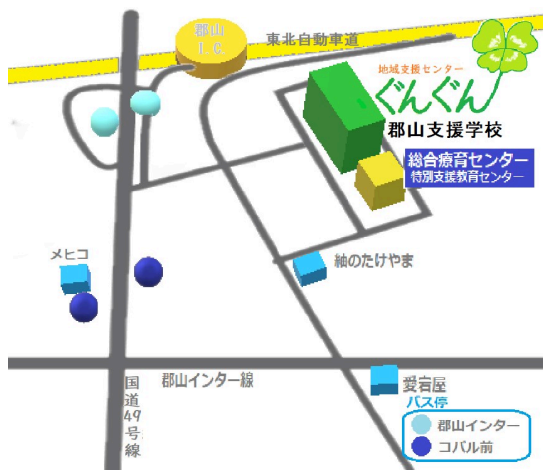 郡山
I.C
東北自動車道
地域支援センター
ぐんぐん
郡山支援学校
総合療育センター
特別支援教育センター
メヒコ
紬のたけやま
国道49号線
郡山インター線
愛宕屋
バス停
郡山インター
コバル前